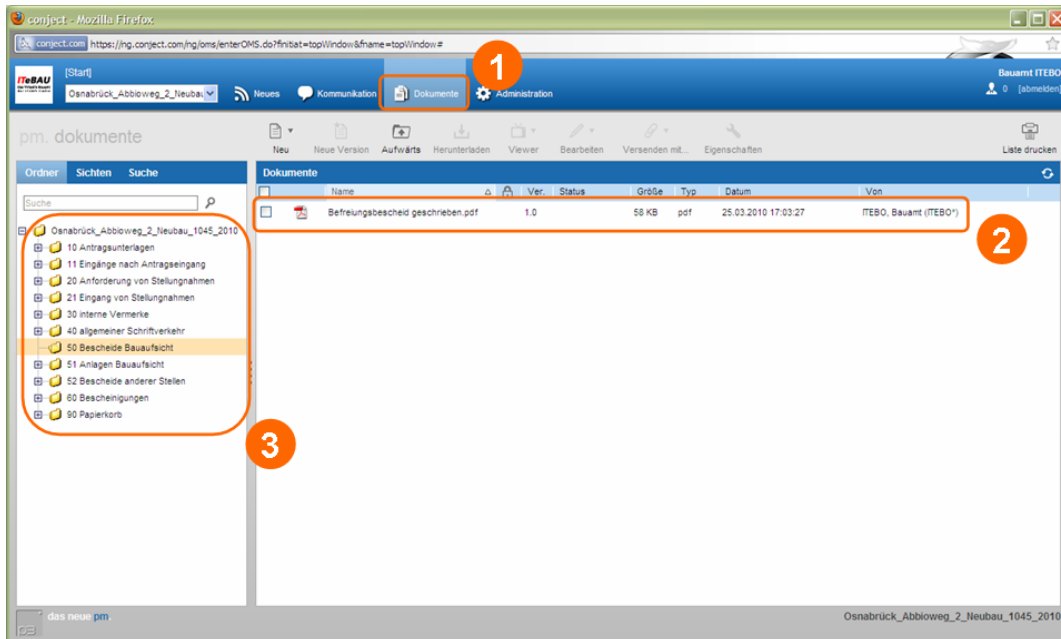 conject - Mozilla Firefox
conject.com https://ng.conject.com/ng/oms/enterOMS.do?finitiat=topWindow&fname=topWindow#
1
ITeBAU
[Start]
Osnabrück_Abbioweg_2_Neubau
Neues Kommunikation Dokumente Administration
Bauamt ITEBO
0 [abmelden]
pm. dokumente
Neu Neue Version Aufwärts Herunterladen Viewer Bearbeiten Versenden mit... Eigenschaften Liste drucken
Ordner Sichten Suche
Dokumente
Name Ver. Status Größe Typ Datum Von
Suche
Befreiungsbescheid geschrieben.pdf 1.0 58 KB pdf 25.03.2010 17:03:27 ITEBO, Bauamt (ITEBO*)
2
Osnabrück_Abbioweg_2_Neubau_1045_2010
10 Antragsunterlagen
11 Eingänge nach Antragseingang
20 Anforderung von Stellungnahmen
21 Eingang von Stellungnahmen
30 interne Vermerke
40 allgemeiner Schriftverkehr
50 Bescheide Bauaufsicht
51 Anlagen Bauaufsicht
52 Bescheide anderer Stellen
60 Bescheinigungen
90 Papierkorb
3
das neue pm.
Osnabrück_Abbioweg_2_Neubau_1045_2010